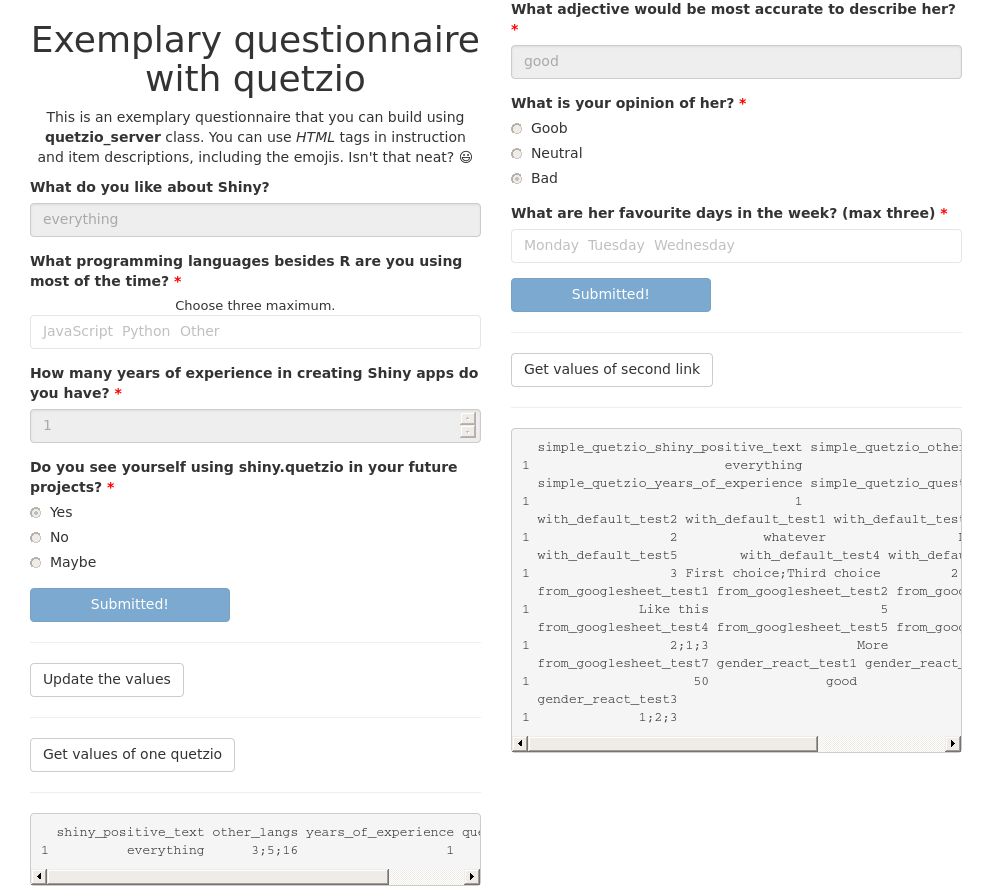 Exemplary questionnaire
with quetzio
This is an exemplary questionnaire that you can build using
quetzio_server class. You can use HTML tags in instruction
and item descriptions, including the emojis. Isn't that neat? 😃
What do you like about Shiny?
everything
What programming languages besides R are you using
most of the time? *
Choose three maximum.
JavaScript Python Other
How many years of experience in creating Shiny apps do
you have? *
1
Do you see yourself using shiny.quetzio in your future
projects? *
Yes
No
Maybe
Submitted!
Update the values
Get values of one quetzio
shiny_positive_text other_langs years_of_experience que
1 everything 3;5;16 1
What adjective would be most accurate to describe her?
*
good
What is your opinion of her? *
Goob
Neutral
Bad
What are her favourite days in the week? (max three) *
Monday Tuesday Wednesday
Submitted!
Get values of second link
simple_quetzio_shiny_positive_text simple_quetzio_other
1 everything
simple_quetzio_years_of_experience simple_quetzio_quest
1 1
with_default_test2 with_default_test1 with_default_test
1 2 whatever
with_default_test5 with_default_test4 with_defau
1 3 First choice;Third choice 2
from_googlesheet_test1 from_googlesheet_test2 from_goog
1 Like this 5
from_googlesheet_test4 from_googlesheet_test5 from_goog
1 2;1;3 More
from_googlesheet_test7 gender_react_test1 gender_react_
1 50 good
gender_react_test3
1 1;2;3